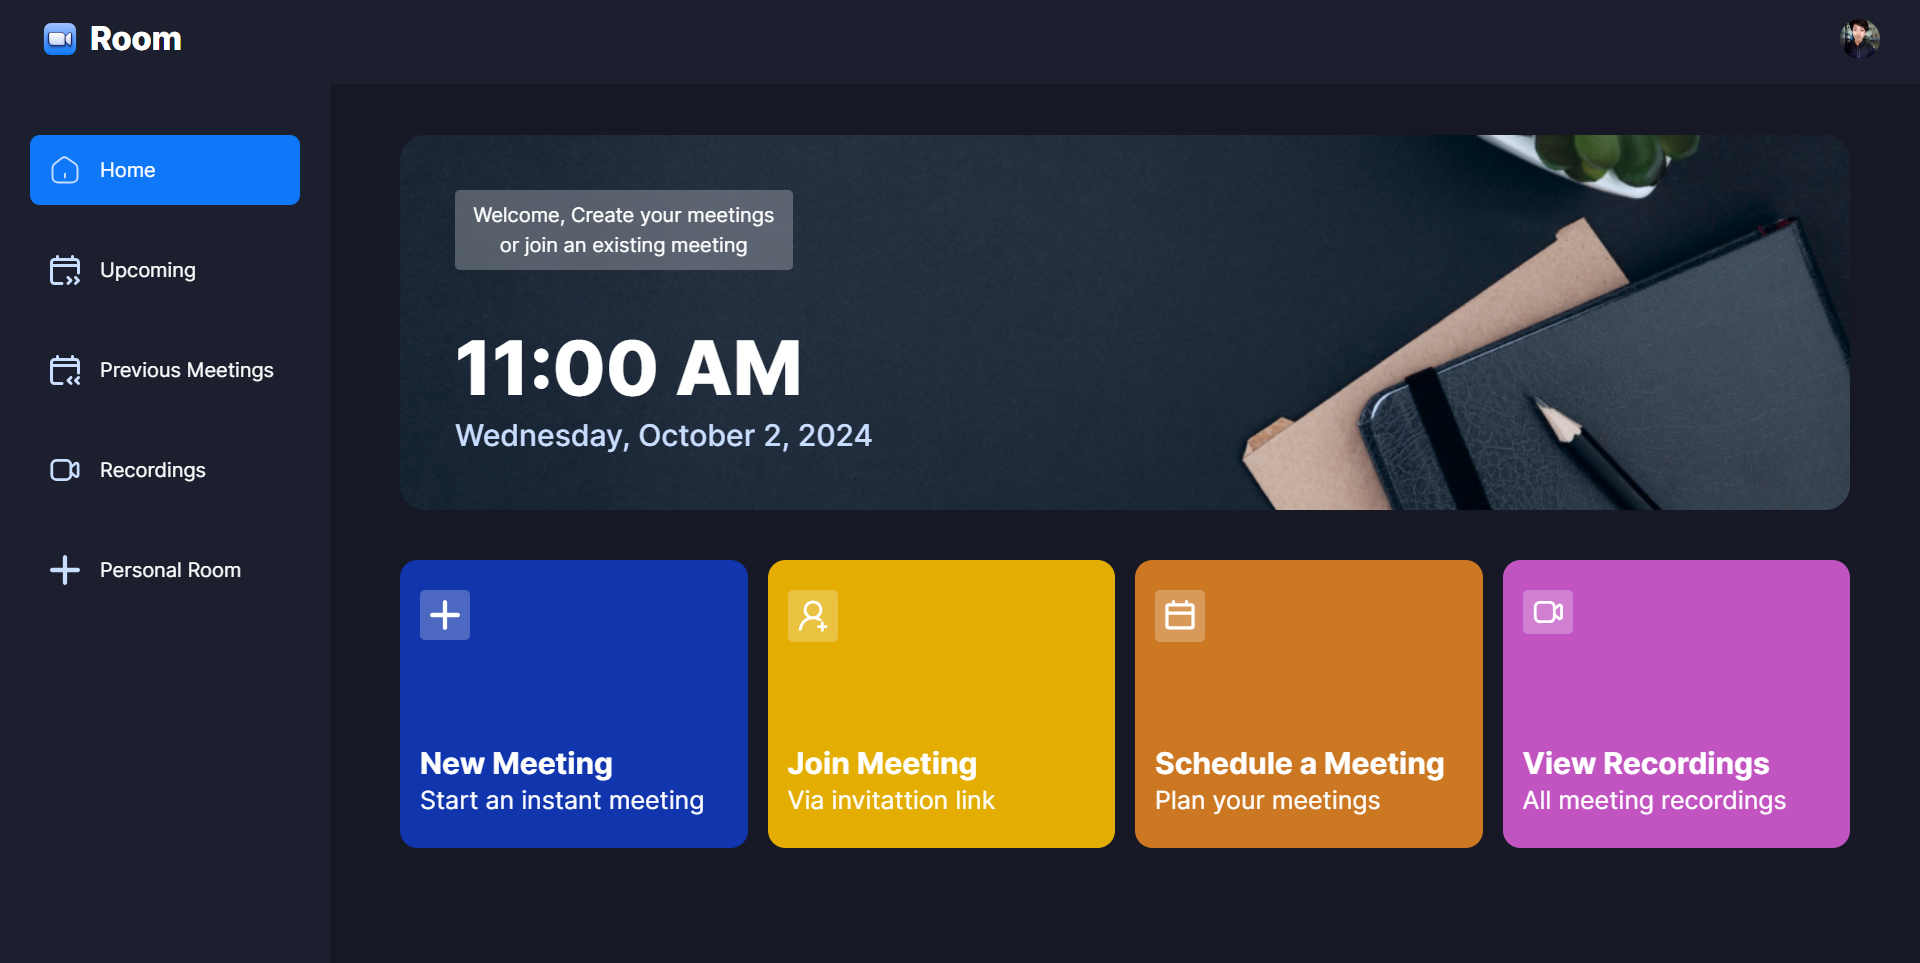 Room
Home
Upcoming
Previous Meetings
Recordings
Personal Room
Welcome, Create your meetings
or join an existing meeting
11:00 AM
Wednesday, October 2, 2024
New Meeting
Start an instant meeting
Join Meeting
Via invitattion link
Schedule a Meeting
Plan your meetings
View Recordings
All meeting recordings